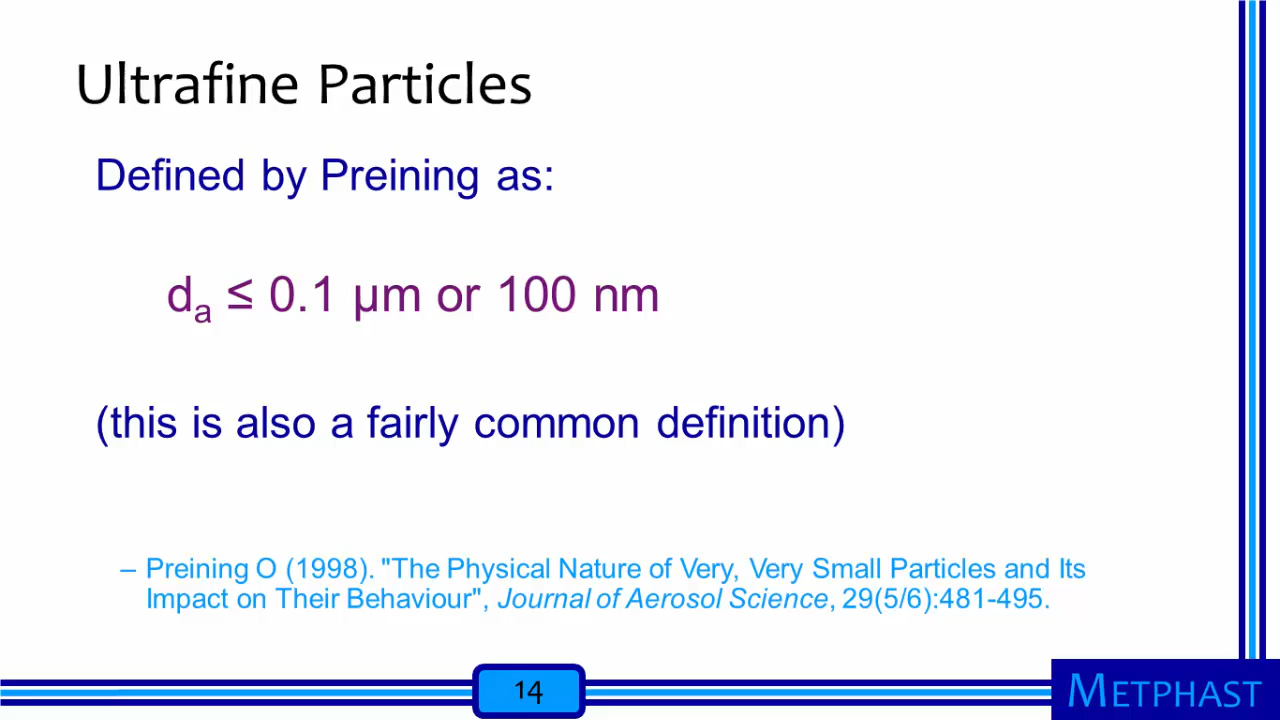 Ultrafine Particles
Defined by Preining as:
dₐ ≤ 0.1 µm or 100 nm
(this is also a fairly common definition)
– Preining O (1998). "The Physical Nature of Very, Very Small Particles and Its
Impact on Their Behaviour", Journal of Aerosol Science, 29(5/6):481-495.
14
METPHAST